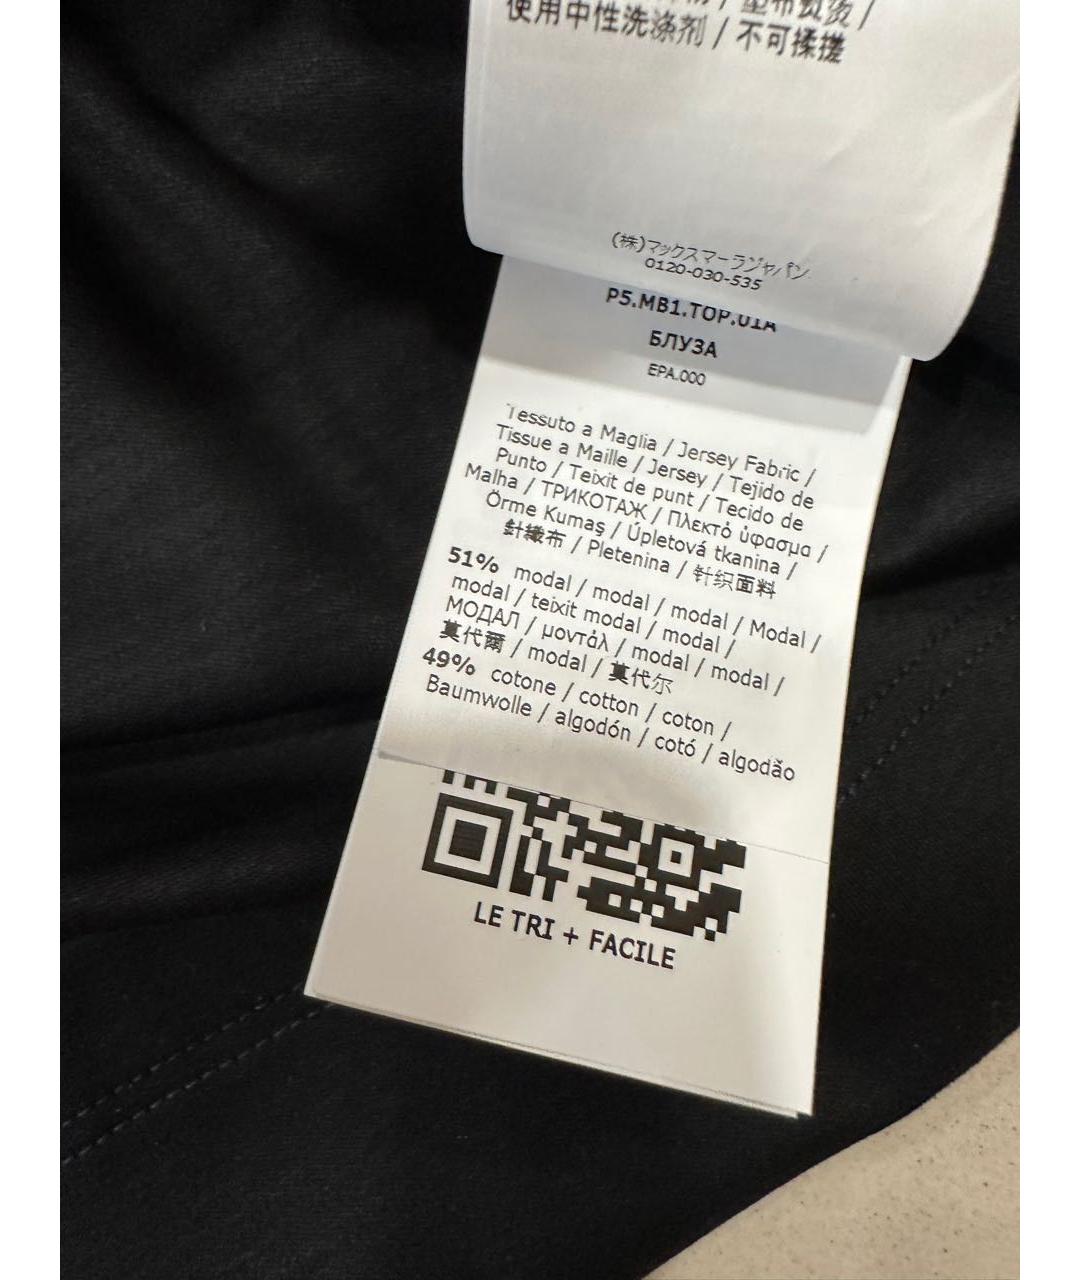 使用中性洗涤剂 / 不可揉搓
(株)マックスマーラジャパン
0120-030-535
P5.MB1.TOP.01A
БЛУЗА
EPA.000
Tessuto a Maglia / Jersey Fabric /
Tissue a Maille / Jersey / Tejido de
Punto / Teixit de punt / Tecido de
Malha / ТРИКОТАЖ / Πλεκτό ύφασμα /
Örme Kumaş / Úpletová tkanina /
針織布 / Pletenina / 针织面料
51% modal / modal / modal / Modal /
modal / teixit modal / modal /
МОДАЛ / μοντάλ / modal / modal /
莫代爾 / modal / 莫代尔
49% cotone / cotton / coton /
Baumwolle / algodón / cotó / algodão
LE TRI + FACILE